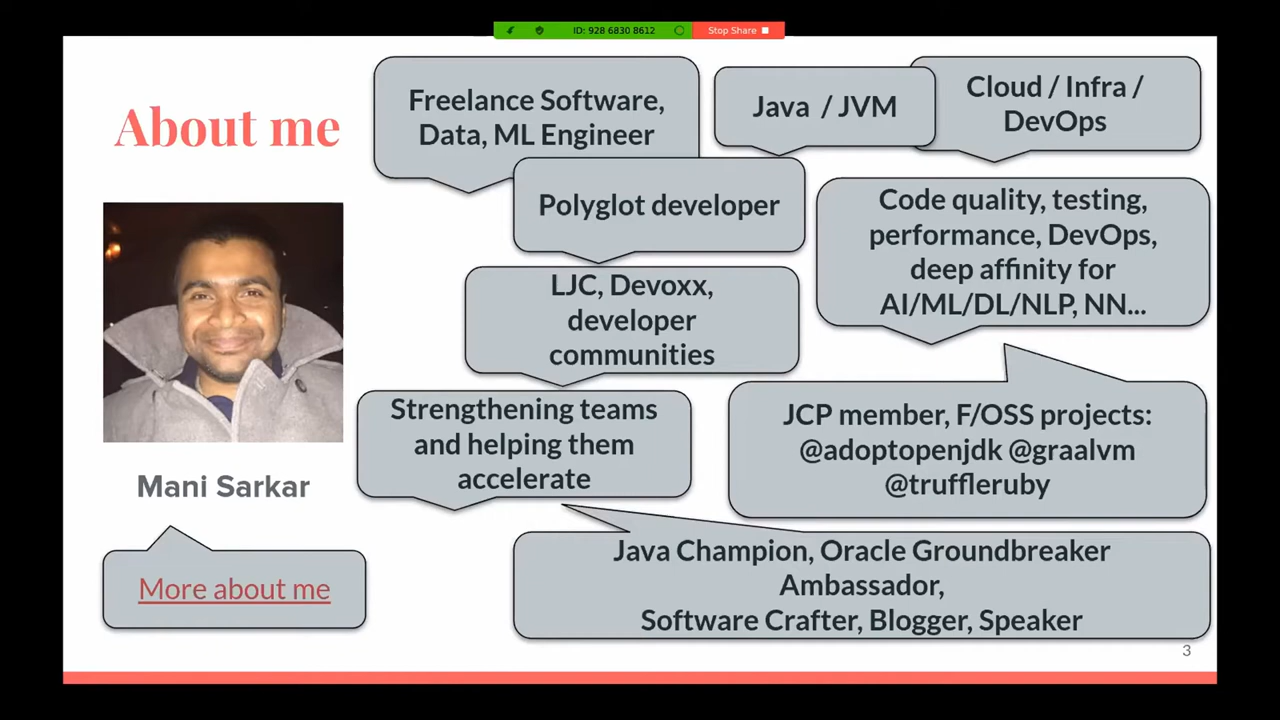 ID: 928 6830 8612
Stop Share
About me
Freelance Software,
Data, ML Engineer
Java / JVM
Cloud / Infra /
DevOps
Polyglot developer
Code quality, testing,
performance, DevOps,
deep affinity for
AI/ML/DL/NLP, NN...
LJC, Devoxx,
developer
communities
Strengthening teams
and helping them
accelerate
JCP member, F/OSS projects:
@adoptopenjdk @graalvm
@truffleruby
Mani Sarkar
More about me
Java Champion, Oracle Groundbreaker
Ambassador,
Software Crafter, Blogger, Speaker
3